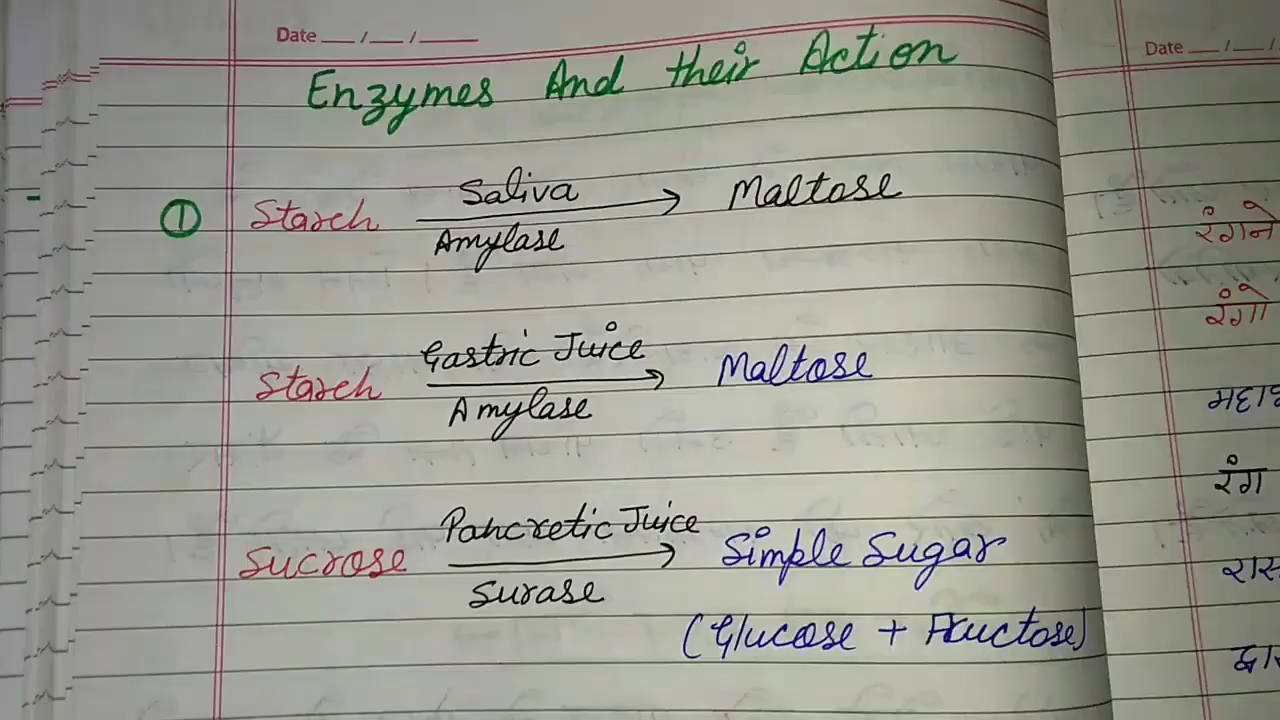 Date __/__/____
Enzymes And their Action
① Starch Saliva → Maltose
Amylase
Starch Gastric Juice → Maltose
Amylase
Sucrose Pancretic Juice → Simple Sugar
Surase
(Glucose + Fructose)
Date __/__/
रंगने
रंगो
रंग